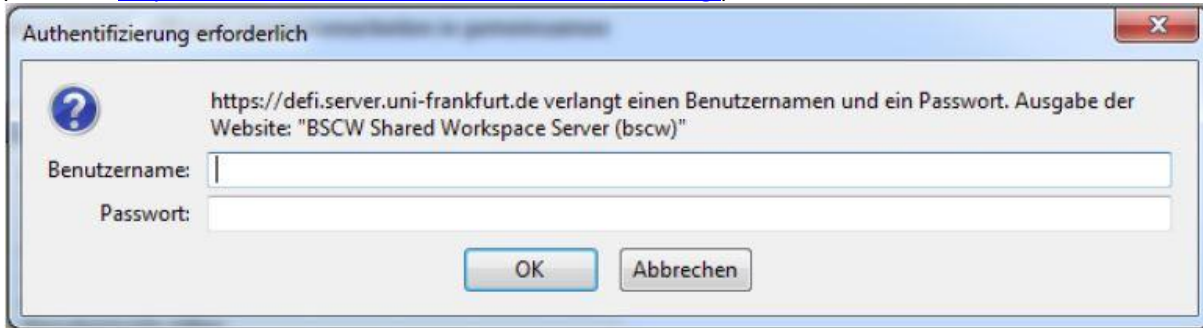 Authentifizierung erforderlich
https://defi.server.uni-frankfurt.de verlangt einen Benutzernamen und ein Passwort. Ausgabe der
Website: "BSCW Shared Workspace Server (bscw)"
Benutzername:
Passwort:
OK
Abbrechen